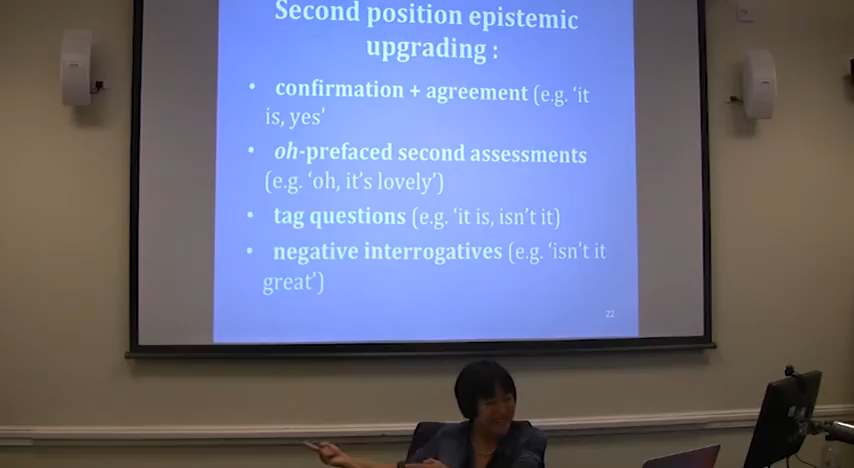 Second position epistemic
upgrading :
• confirmation + agreement (e.g. ‘it
is, yes’
• oh-prefaced second assessments
(e.g. ‘oh, it’s lovely’)
• tag questions (e.g. ‘it is, isn’t it)
• negative interrogatives (e.g. ‘isn’t it
great’)
22